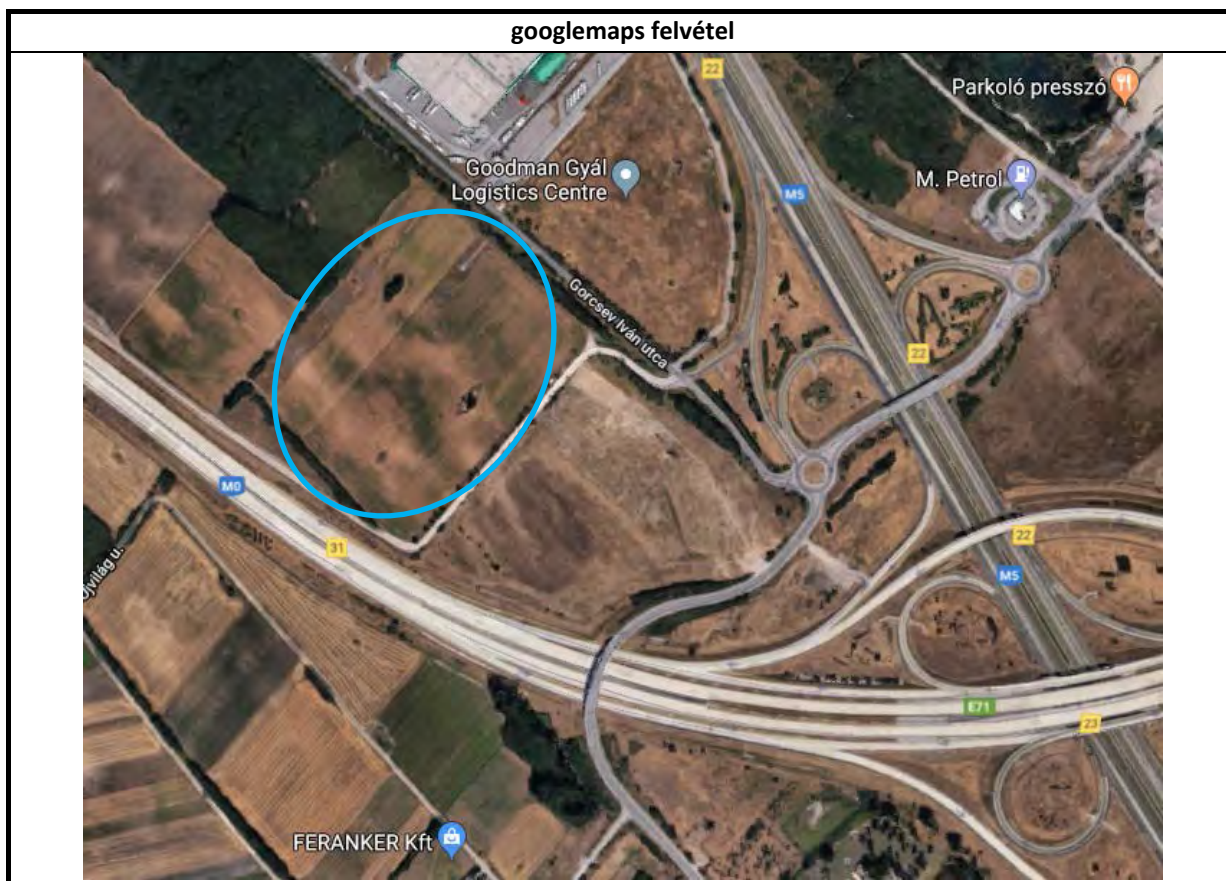 googlemaps felvétel
22
Parkoló presszó
Goodman Gyál
Logistics Centre
M. Petrol
M5
Gorcsev Iván utca
22
M0
31
22
Újvilág u.
M5
E71
23
FERANKER Kft